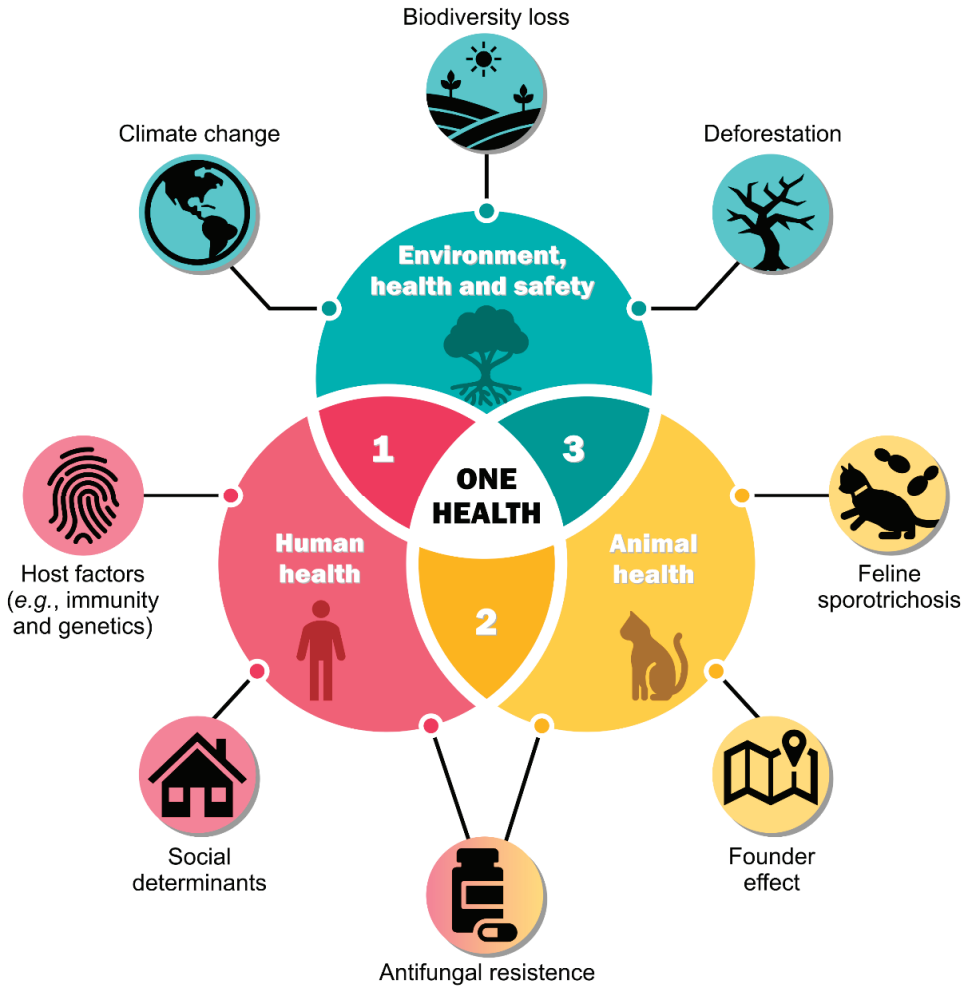 Biodiversity loss
Climate change
Deforestation
Environment,
health and safety
1
3
ONE
HEALTH
Human
health
Animal
health
2
Host factors
(e.g., immunity
and genetics)
Feline
sporotrichosis
Social
determinants
Founder
effect
Antifungal resistence